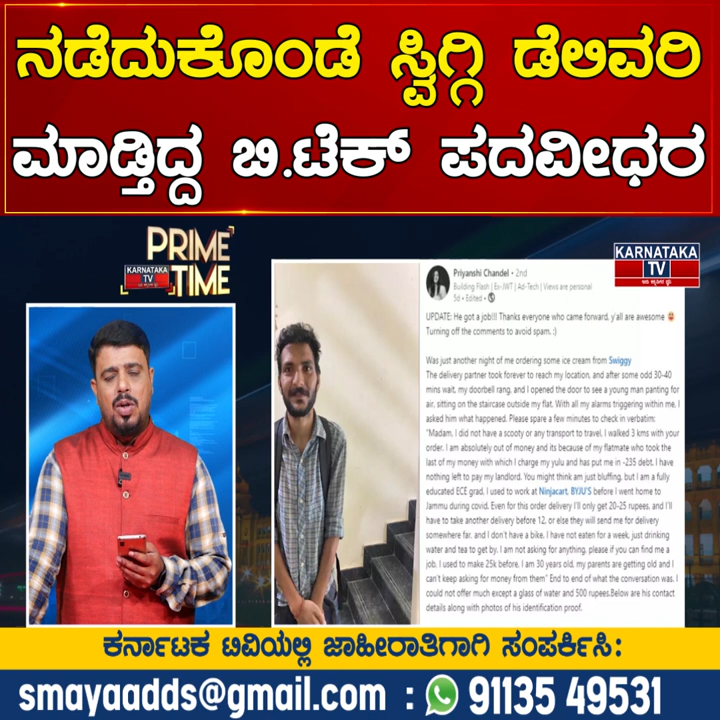 ನಡೆದುಕೊಂಡೆ ಸ್ವಿಗ್ಗಿ ಡೆಲಿವರಿ
ಮಾಡ್ತಿದ್ದ ಬಿ.ಟೆಕ್ ಪದವೀಧರ
PRIME
KARNATAKA
TV
TIME
KARNATAKA
TV
Priyanshi Chandel • 2nd
Building Flash | Ex-JWT | Ad-Tech | Views are personal
5d • Edited •
UPDATE: He got a job!!! Thanks everyone who came forward, y'all are awesome
Turning off the comments to avoid spam. :)
Was just another night of me ordering some ice cream from Swiggy
The delivery partner took forever to reach my location, and after some odd 30-40
mins wait, my doorbell rang, and I opened the door to see a young man panting for
air, sitting on the staircase outside my flat. With all my alarms triggering within me, I
asked him what happened. Please spare a few minutes to check in verbatim:
"Madam, I did not have a scooty or any transport to travel, I walked 3 kms with your
order. I am absolutely out of money and its because of my flatmate who took the
last of my money with which I charge my yulu and has put me in -235 debt. I have
nothing left to pay my landlord. You might think am just bluffing, but I am a fully
educated ECE grad. I used to work at Ninjacart, BYJU'S before I went home to
Jammu during covid. Even for this order delivery I'll only get 20-25 rupees, and I'll
have to take another delivery before 12, or else they will send me for delivery
somewhere far, and I don't have a bike. I have not eaten for a week, just drinking
water and tea to get by. I am not asking for anything, please if you can find me a
job. I used to make 25k before. I am 30 years old, my parents are getting old and I
can't keep asking for money from them" End to end of what the conversation was. I
could not offer much except a glass of water and 500 rupees.Below are his contact
details along with photos of his identification proof.
ಕರ್ನಾಟಕ ಟಿವಿಯಲ್ಲಿ ಜಾಹೀರಾತಿಗಾಗಿ ಸಂಪರ್ಕಿಸಿ:
smayaadds@gmail.com : 91135 49531